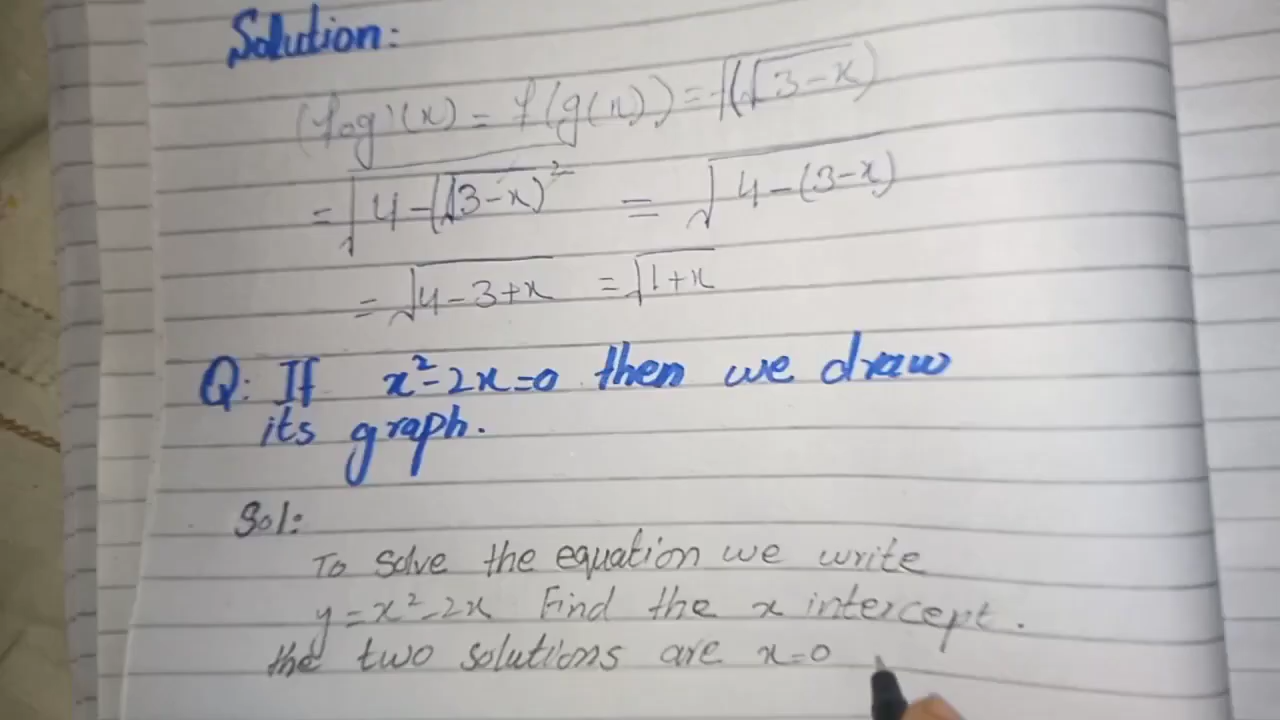 Solution:
(fog)(x) = f(g(x)) = f(√3-x)
= √4-(√3-x)² = √4-(3-x)
= √4-3+x = √1+x
Q: If x²-2x=0 then we draw
its graph.
Sol:
To solve the equation we write
y=x²-2x Find the x intercept.
the two solutions are x=0